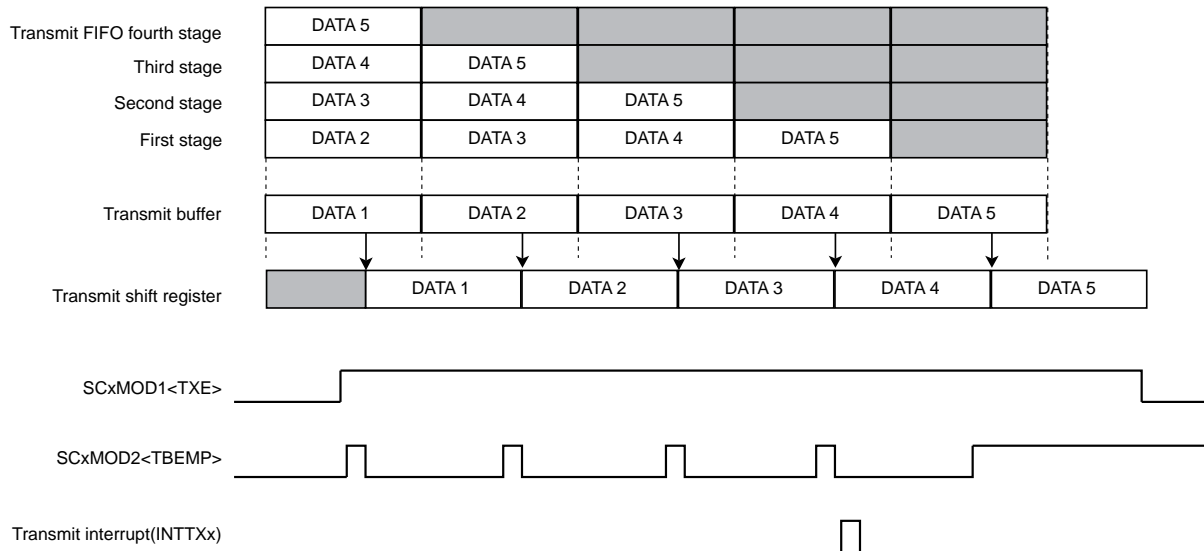 Transmit FIFO fourth stage DATA 5
Third stage DATA 4 DATA 5
Second stage DATA 3 DATA 4 DATA 5
First stage DATA 2 DATA 3 DATA 4 DATA 5
Transmit buffer DATA 1 DATA 2 DATA 3 DATA 4 DATA 5
Transmit shift register DATA 1 DATA 2 DATA 3 DATA 4 DATA 5
SCxMOD1<TXE>
SCxMOD2<TBEMP>
Transmit interrupt(INTTXx)